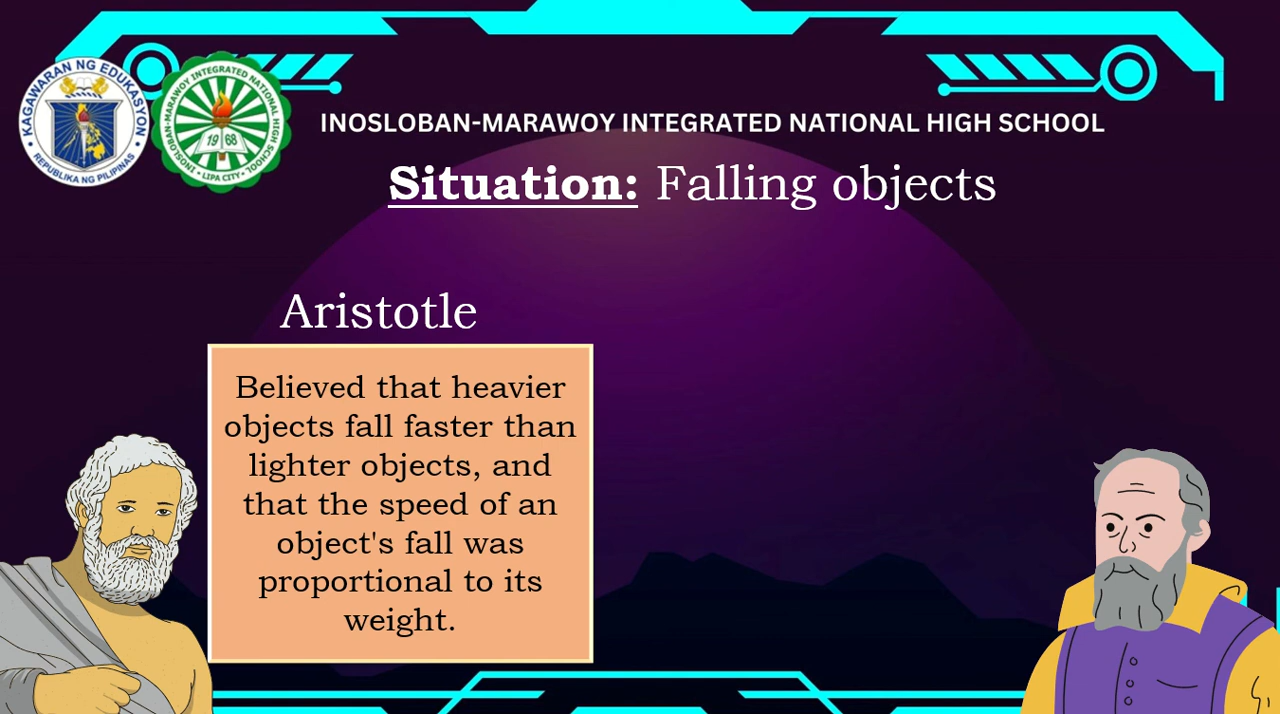 KAGAWARAN NG EDUKASYON
REPUBLIKA NG PILIPINAS
INOSLOBAN-MARAWOY INTEGRATED NATIONAL HIGH SCHOOL
1968
LIPA CITY
INOSLOBAN-MARAWOY INTEGRATED NATIONAL HIGH SCHOOL
Situation: Falling objects
Aristotle
Believed that heavier
objects fall faster than
lighter objects, and
that the speed of an
object's fall was
proportional to its
weight.